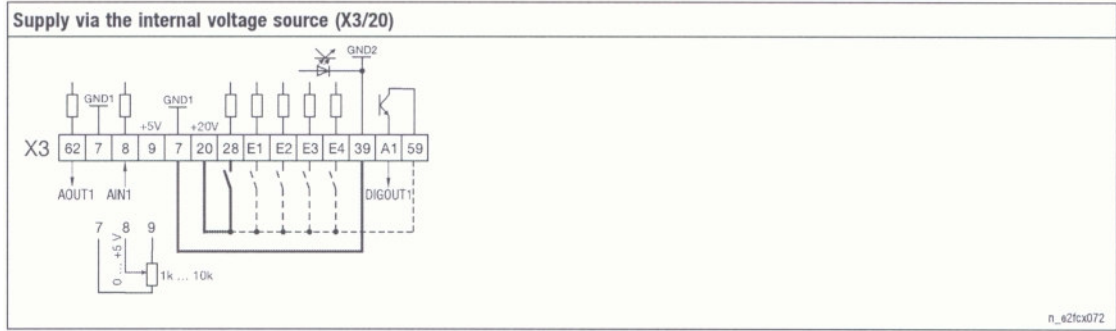 Supply via the internal voltage source (X3/20)
GND2
GND1
GND1
+5V
+20V
X3 62 7 8 9 7 20 28 E1 E2 E3 E4 39 A1 59
AOUT1 AIN1 DIGOUT1
7 8 9
0 ... +5 V
1k ... 10k
n_e2fcx072